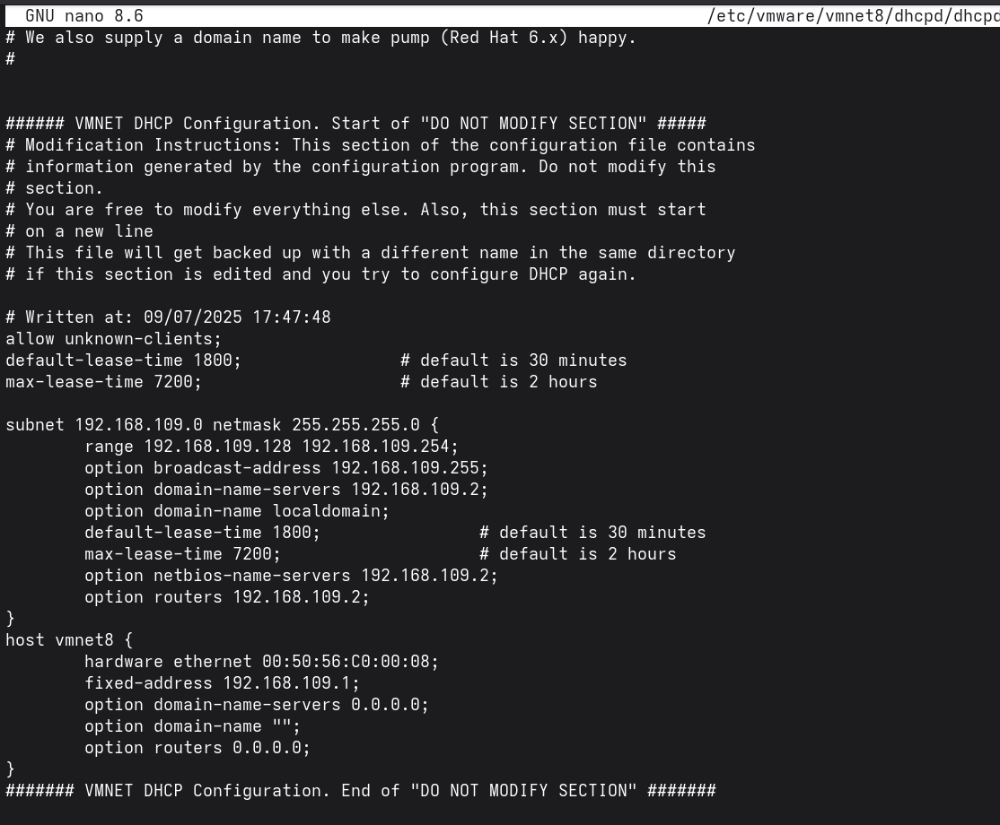 GNU nano 8.6 /etc/vmware/vmnet8/dhcpd/dhcpd
# We also supply a domain name to make pump (Red Hat 6.x) happy.
#
###### VMNET DHCP Configuration. Start of "DO NOT MODIFY SECTION" #####
# Modification Instructions: This section of the configuration file contains
# information generated by the configuration program. Do not modify this
# section.
# You are free to modify everything else. Also, this section must start
# on a new line
# This file will get backed up with a different name in the same directory
# if this section is edited and you try to configure DHCP again.
# Written at: 09/07/2025 17:47:48
allow unknown-clients;
default-lease-time 1800; # default is 30 minutes
max-lease-time 7200; # default is 2 hours
subnet 192.168.109.0 netmask 255.255.255.0 {
range 192.168.109.128 192.168.109.254;
option broadcast-address 192.168.109.255;
option domain-name-servers 192.168.109.2;
option domain-name localdomain;
default-lease-time 1800; # default is 30 minutes
max-lease-time 7200; # default is 2 hours
option netbios-name-servers 192.168.109.2;
option routers 192.168.109.2;
}
host vmnet8 {
hardware ethernet 00:50:56:C0:00:08;
fixed-address 192.168.109.1;
option domain-name-servers 0.0.0.0;
option domain-name "";
option routers 0.0.0.0;
}
####### VMNET DHCP Configuration. End of "DO NOT MODIFY SECTION" #######